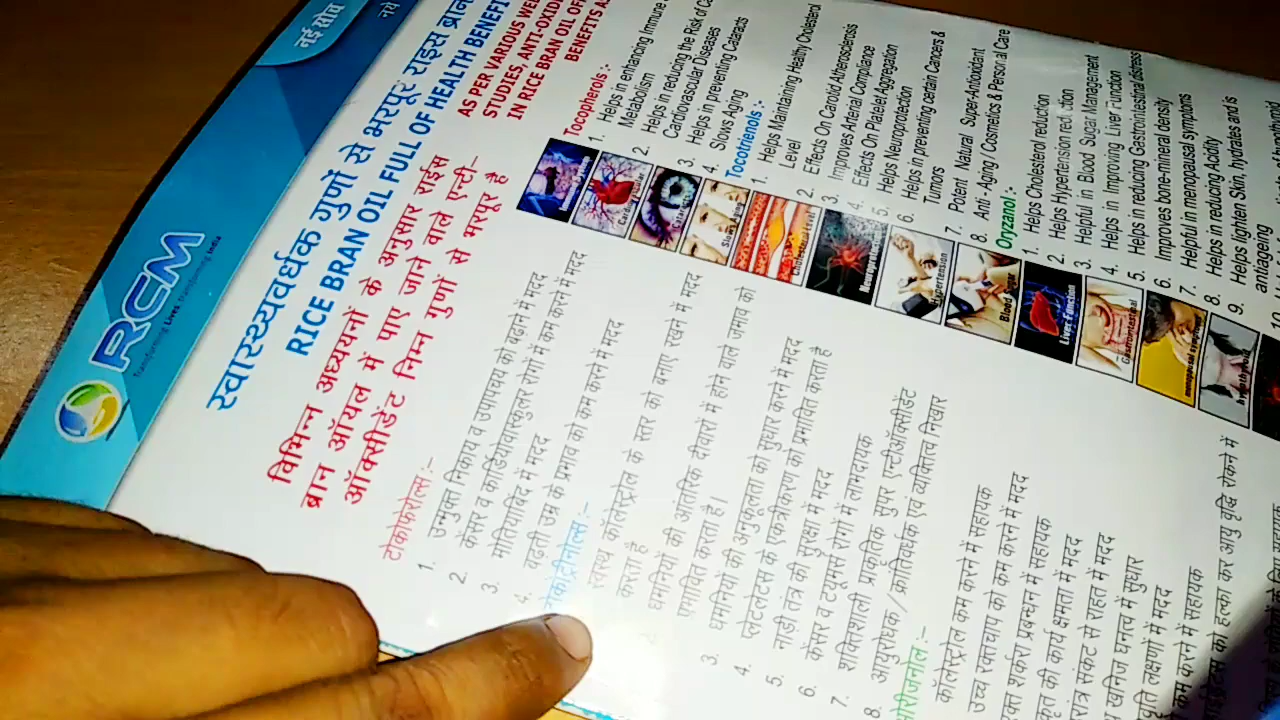 नई सोच
नये
RCM
Transforming Lives, Transforming India
स्वास्थ्यवर्धक गुणों से भरपूर राइस ब्रान
RICE BRAN OIL FULL OF HEALTH BENEFI
विभिन्न अध्ययनों के अनुसार राईस
ब्रान ऑयल में पाए जाने वाले एन्टी–
ऑक्सीडेंट निम्न गुणों से भरपूर है
टोकोफेरोल्स:–
1. उन्मुक्त निकाय व उपापचय को बढ़ाने में मदद
2. केंसर व कार्डियोवास्कुलर रोगों में कम करने में मदद
3. मोतियाबिंद में मदद
4. बढ़ती उम्र के प्रभाव को कम करने में मदद
स्वस्थ कॉलेस्ट्रोल के स्तर को बनाए रखने में मदद
करता है
धमनियों की आंतरिक दीवारों में होने वाले जमाव को
प्रभावित करता है।
3. धमनियों की अनुकूलता को सुधार करने में मदद
4. प्लेटलेटस के एकत्रीकरण को प्रभावित करता है
5. नाड़ी तंत्र की सुरक्षा में मदद
6. केंसर व ट्यूमर्स रोगों में लाभदायक
7. शक्तिशाली प्राकृतिक सुपर एन्टीऑक्सीडेंट
8. आयुरोधक / क्रांतिवर्धक एवं व्यक्तित्व निखार
ओरीजनोल:–
कॉलेस्ट्रोल कम करने में सहायक
उच्च रक्तचाप को कम करने में मदद
रक्त शर्करा प्रबन्धन में सहायक
की कार्य क्षमता में मदद
संकट से राहत में मदद
खनिज घनत्व में सुधार
लक्षणों में मदद
कम करने में सहायक
को हल्का कर आयु वृद्धि रोकने में
AS PER VARIOUS WE
STUDIES, ANTI-OXID
IN RICE BRAN OIL OF
BENEFITS A
Tocopherols:-
1. Helps in enhancing Immune
Metabolism
2. Helps in reducing the Risk of Ca
Cardiovascular Diseases
3. Helps in preventing Cataracts
4. Slows Aging
Tocotrienols:-
1. Helps Maintaining Healthy Cholesterol
Level
2. Effects On Carotid Atherosclerosis
3. Improves Arterial Compliance
4. Effects On Platelet Aggregation
5. Helps Neuroprotection
6. Helps in preventing certain Cancers &
Tumors
7. Potent Natural Super-Antioxidant
8. Anti-Aging / Cosmetics & Personal Care
Oryzanol:-
1. Helps Cholesterol reduction
2. Helps Hypertension reduction
3. Helpful in Blood Sugar Management
4. Helps in Improving Liver Function
5. Helps in reducing Gastrointestinal distress
6. Improves bone-mineral density
7. Helpful in menopausal symptoms
8. Helps in reducing Acidity
9. Helps lighten Skin, hydrates and is
antiageing
10.
Cataract
Slow Aging
Cholesterol Level
Neuroprotection
Hypertension
Blood Sugar
Liver Function
Gastrointestinal